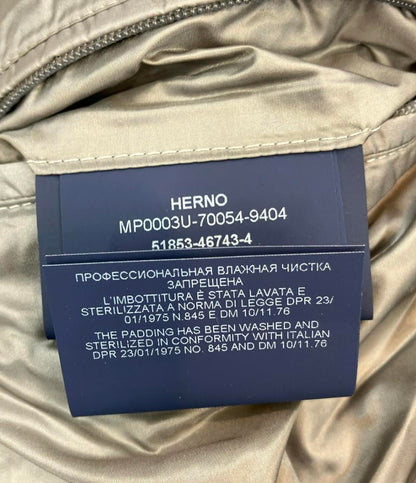 HERNO
MP0003U-70054-9404
51853-46743-4
ПРОФЕССИОНАЛЬНАЯ ВЛАЖНАЯ ЧИСТКА
ЗАПРЕЩЕНА
L'IMBOTTITURA È STATA LAVATA E
STERILIZZATA A NORMA DI LEGGE DPR 23/
01/1975 N.845 E DM 10/11.76
THE PADDING HAS BEEN WASHED AND
STERILIZED IN CONFORMITY WITH ITALIAN
DPR 23/01/1975 NO. 845 AND DM 10/11.76